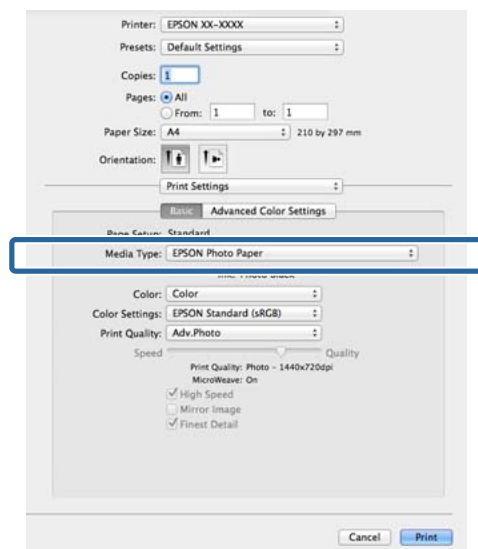 Printer: EPSON XX-XXXX
Presets: Default Settings
Copies: 1
Pages: All
From: 1 to: 1
Paper Size: A4 210 by 297 mm
Orientation:
Print Settings
Basic Advanced Color Settings
Page Setup: Standard
Media Type: EPSON Photo Paper
Ink: Photo Black
Color: Color
Color Settings: EPSON Standard (sRGB)
Print Quality: Adv.Photo
Speed Quality
Print Quality: Photo - 1440x720dpi
MicroWeave: On
High Speed
Mirror Image
Finest Detail
Cancel Print